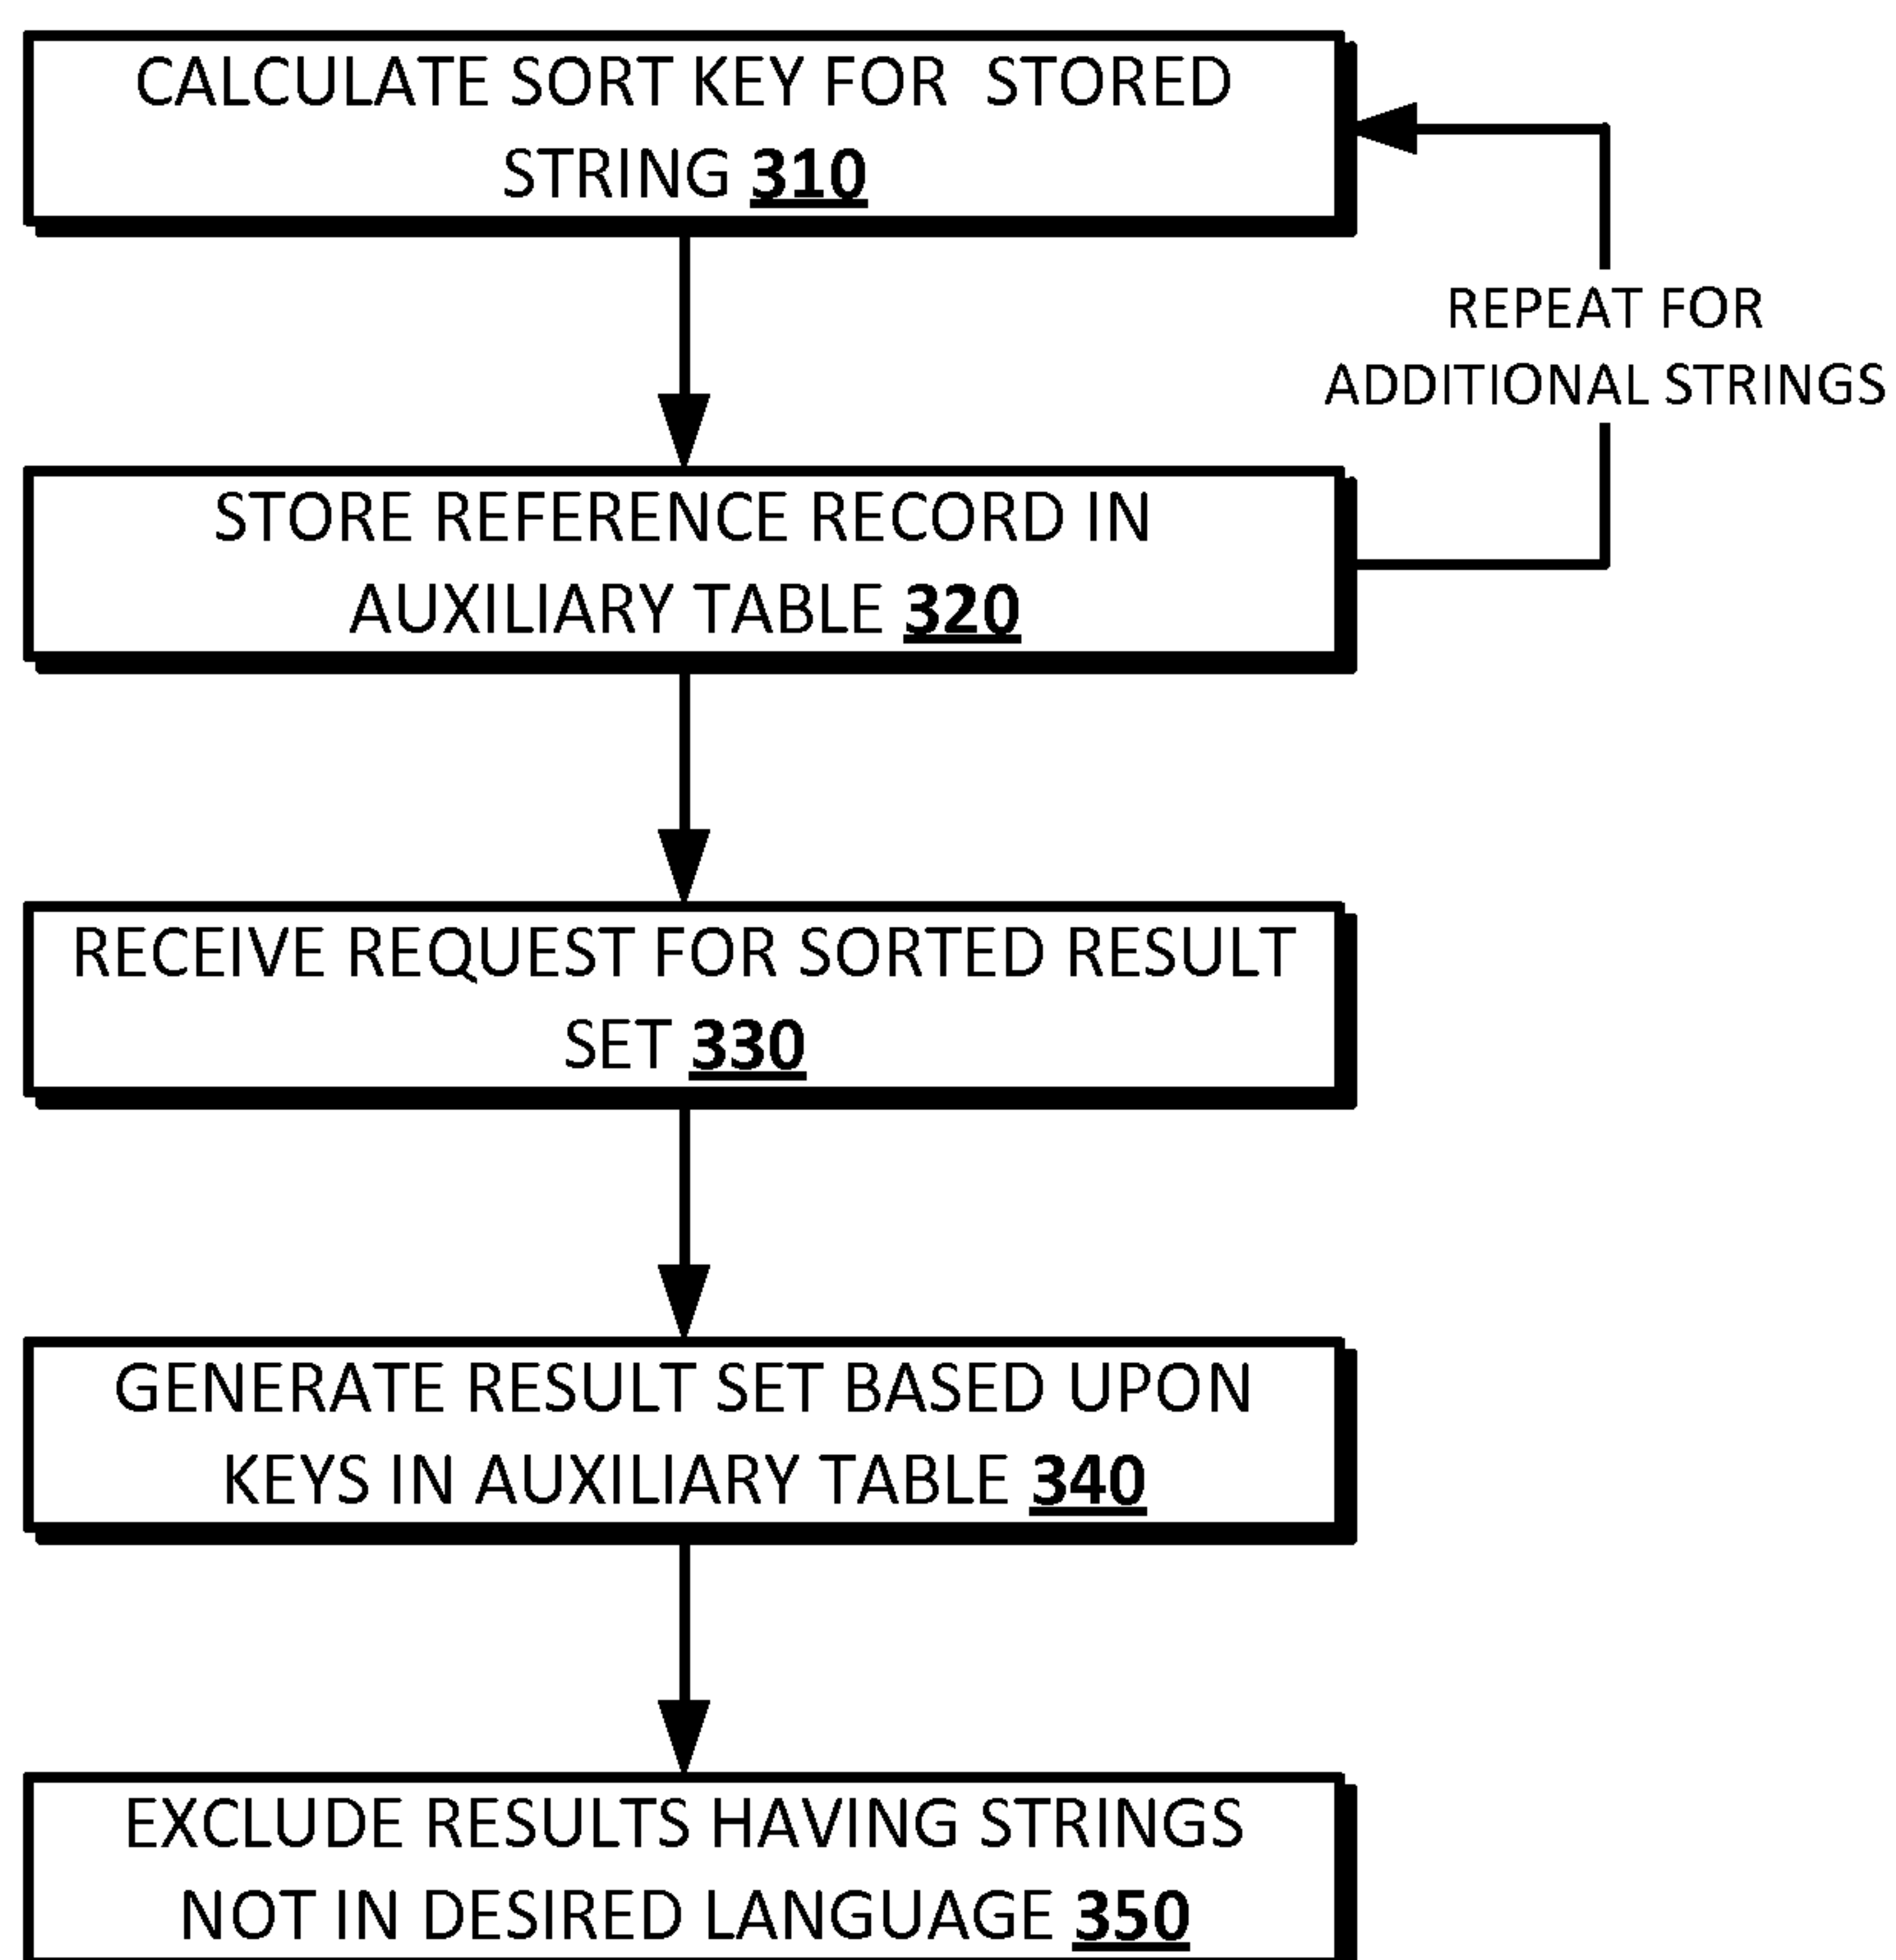 CALCULATE SORT KEY FOR STORED
STRING 310
REPEAT FOR
ADDITIONAL STRINGS
STORE REFERENCE RECORD IN
AUXILIARY TABLE 320
RECEIVE REQUEST FOR SORTED RESULT
SET 330
GENERATE RESULT SET BASED UPON
KEYS IN AUXILIARY TABLE 340
EXCLUDE RESULTS HAVING STRINGS
NOT IN DESIRED LANGUAGE 350